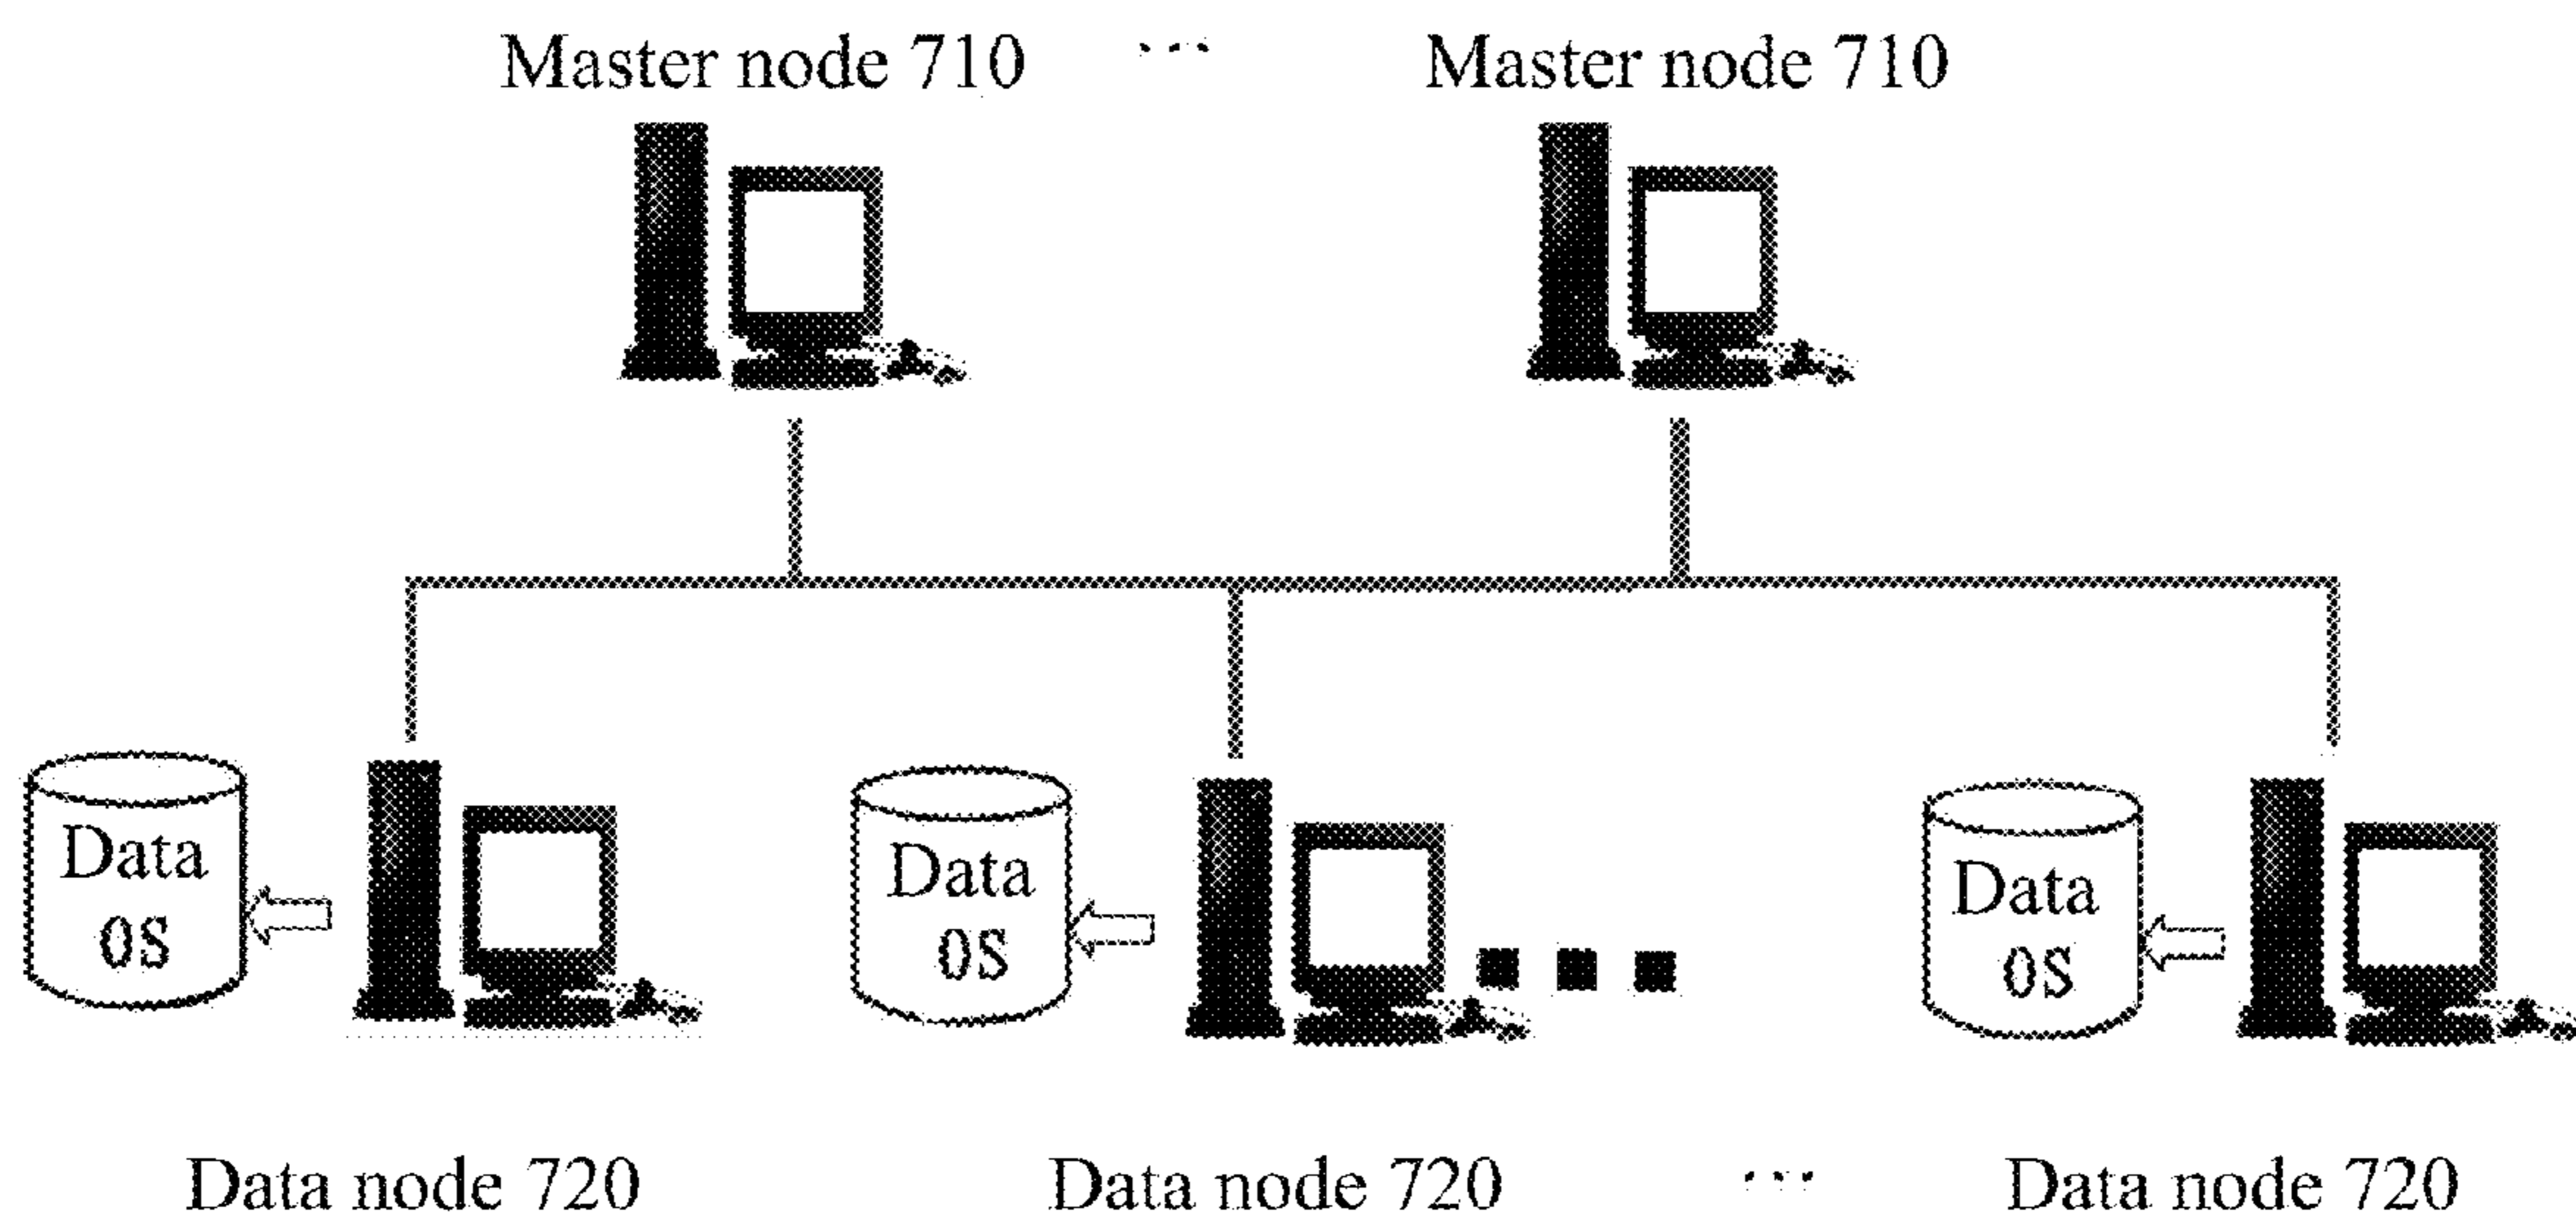 Master node 710 ... Master node 710
Data
OS
Data
OS
Data
OS
Data node 720 Data node 720 ... Data node 720